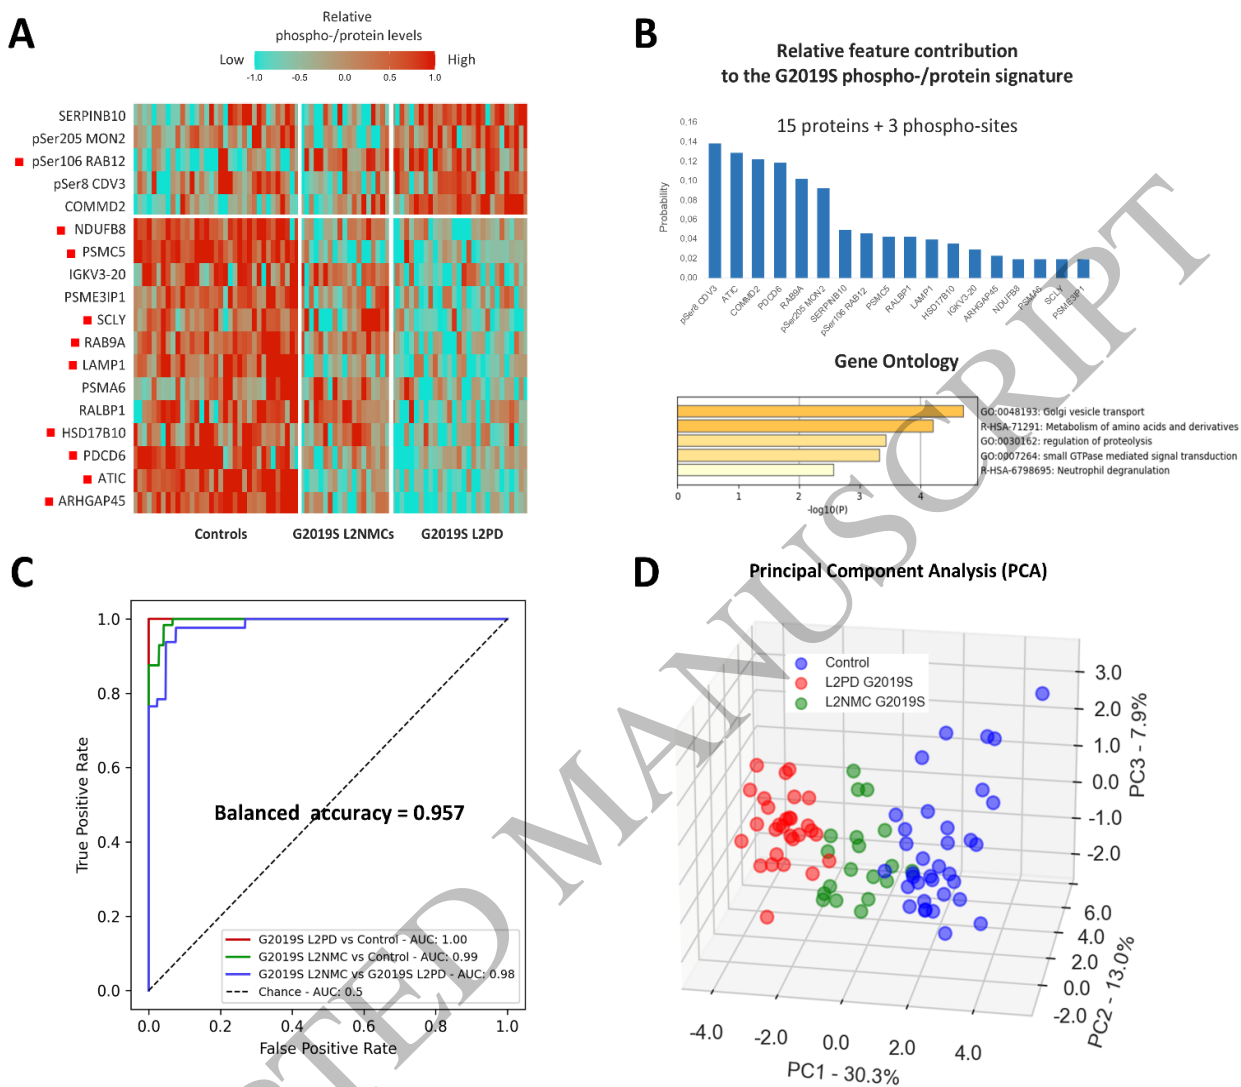 A
Relative
phospho-/protein levels
Low
High
-1.0 -0.5 0.0 0.5 1.0
SERPINB10
pSer205 MON2
pSer106 RAB12
pSer8 CDV3
COMMD2
NDUFB8
PSMC5
IGKV3-20
PSME3IP1
SCLY
RAB9A
LAMP1
PSMA6
RALBP1
HSD17B10
PDCD6
ATIC
ARHGAP45
Controls G2019S L2NMCs G2019S L2PD
B
Relative feature contribution
to the G2019S phospho-/protein signature
15 proteins + 3 phospho-sites
Probability
0,16
0,14
0,12
0,10
0,08
0,06
0,04
0,02
0,00
pSer8 CDV3
ATIC
COMMD2
PDCD6
RAB9A
pSer205 MON2
SERPINB10
pSer106 RAB12
PSMC5
RALBP1
LAMP1
HSD17B10
IGKV3-20
ARHGAP45
NDUFB8
PSMA6
SCLY
PSME3IP1
Gene Ontology
GO:0048193: Golgi vesicle transport
R-HSA-71291: Metabolism of amino acids and derivatives
GO:0030162: regulation of proteolysis
GO:0007264: small GTPase mediated signal transduction
R-HSA-6798695: Neutrophil degranulation
0 1 2 3 4
-log10(P)
C
True Positive Rate
1.0
0.8
0.6
0.4
0.2
0.0
Balanced accuracy = 0.957
G2019S L2PD vs Control - AUC: 1.00
G2019S L2NMC vs Control - AUC: 0.99
G2019S L2NMC vs G2019S L2PD - AUC: 0.98
Chance - AUC: 0.5
0.0 0.2 0.4 0.6 0.8 1.0
False Positive Rate
D
Principal Component Analysis (PCA)
Control
L2PD G2019S
L2NMC G2019S
3.0
2.0
1.0
0.0
-1.0
-2.0
PC3 - 7.9%
6.0
4.0
2.0
0.0
-2.0
PC2 - 13.0%
-4.0 -2.0 0.0 2.0 4.0
PC1 - 30.3%
TED MANUSCRIPT